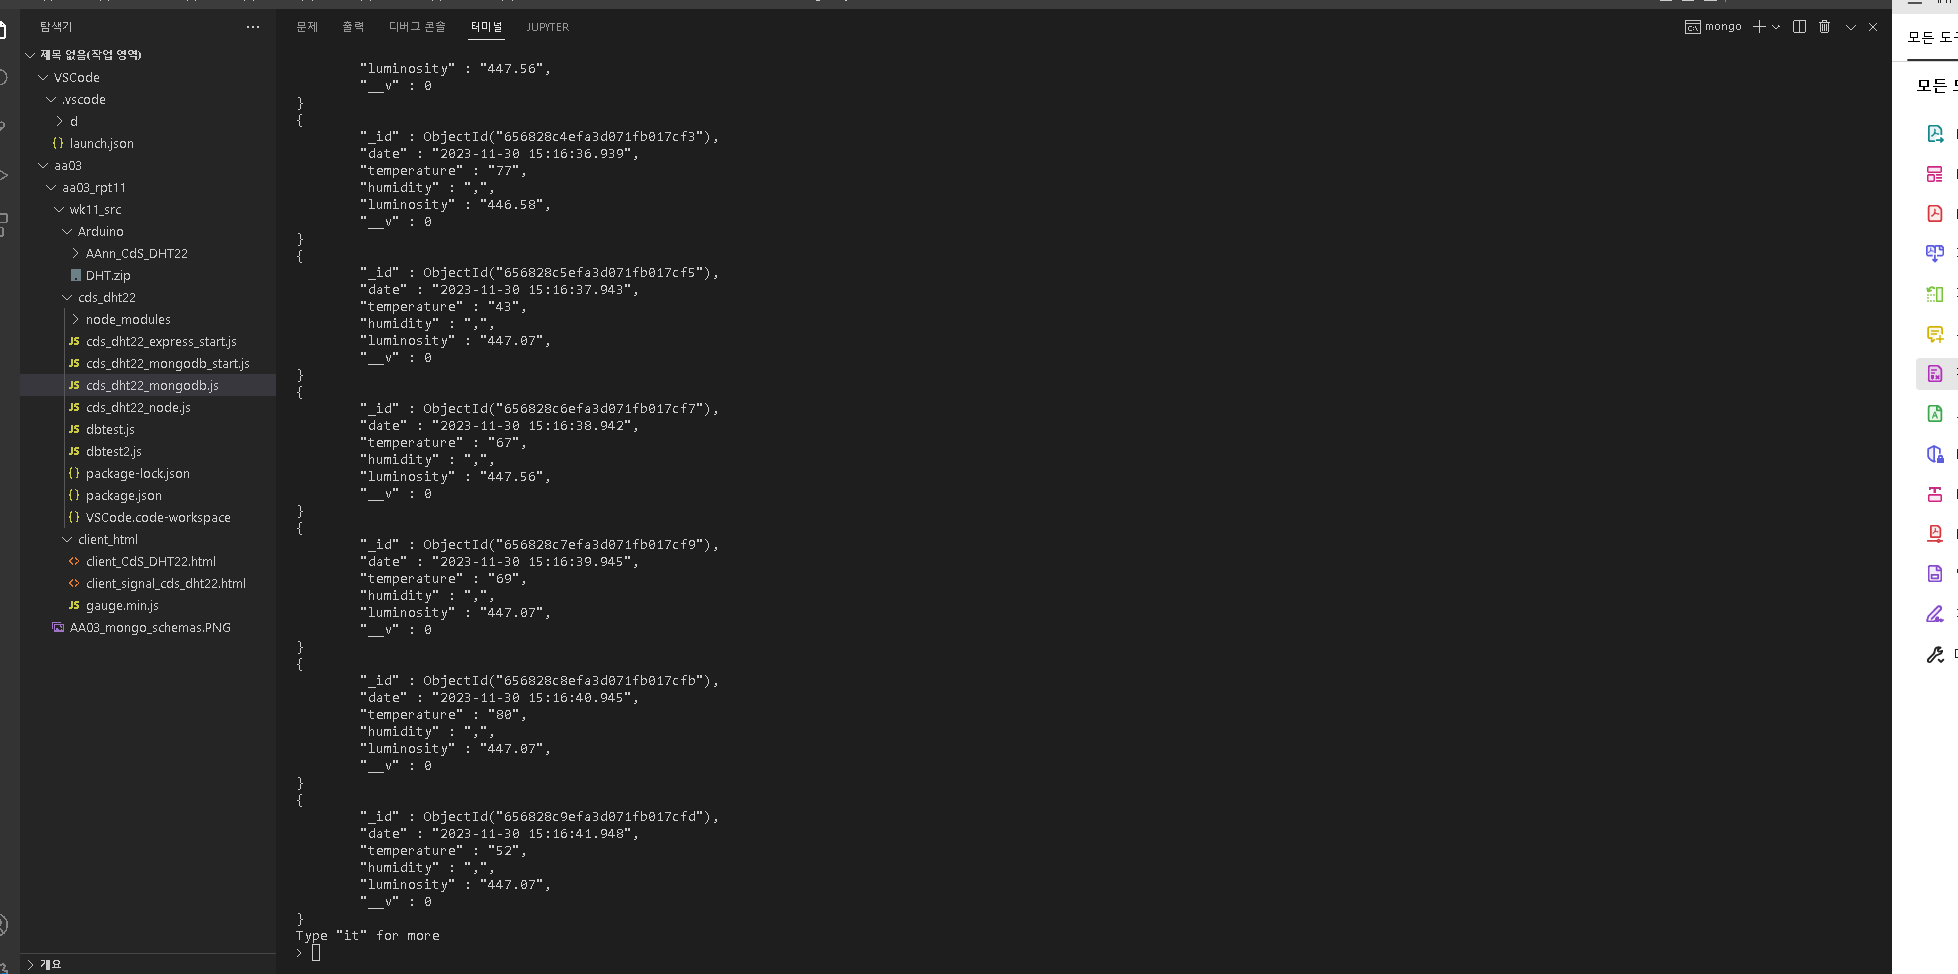 탐색기
제목 없음(작업 영역)
VSCode
.vscode
d
launch.json
aa03
aa03_rpt11
wk11_src
Arduino
AAnn_CdS_DHT22
DHT.zip
cds_dht22
node_modules
cds_dht22_express_start.js
cds_dht22_mongodb_start.js
cds_dht22_mongodb.js
cds_dht22_node.js
dbtest.js
dbtest2.js
package-lock.json
package.json
VSCode.code-workspace
client_html
client_CdS_DHT22.html
client_signal_cds_dht22.html
gauge.min.js
AA03_mongo_schemas.PNG
개요
문제 출력 디버그 콘솔 터미널 JUPYTER
mongo
"luminosity" : "447.56",
"__v" : 0
}
{
"_id" : ObjectId("656828c4efa3d071fb017cf3"),
"date" : "2023-11-30 15:16:36.939",
"temperature" : "77",
"humidity" : ",",
"luminosity" : "446.58",
"__v" : 0
}
{
"_id" : ObjectId("656828c5efa3d071fb017cf5"),
"date" : "2023-11-30 15:16:37.943",
"temperature" : "43",
"humidity" : ",",
"luminosity" : "447.07",
"__v" : 0
}
{
"_id" : ObjectId("656828c6efa3d071fb017cf7"),
"date" : "2023-11-30 15:16:38.942",
"temperature" : "67",
"humidity" : ",",
"luminosity" : "447.56",
"__v" : 0
}
{
"_id" : ObjectId("656828c7efa3d071fb017cf9"),
"date" : "2023-11-30 15:16:39.945",
"temperature" : "69",
"humidity" : ",",
"luminosity" : "447.07",
"__v" : 0
}
{
"_id" : ObjectId("656828c8efa3d071fb017cfb"),
"date" : "2023-11-30 15:16:40.945",
"temperature" : "80",
"humidity" : ",",
"luminosity" : "447.07",
"__v" : 0
}
{
"_id" : ObjectId("656828c9efa3d071fb017cfd"),
"date" : "2023-11-30 15:16:41.948",
"temperature" : "52",
"humidity" : ",",
"luminosity" : "447.07",
"__v" : 0
}
Type "it" for more
>
모든
모든